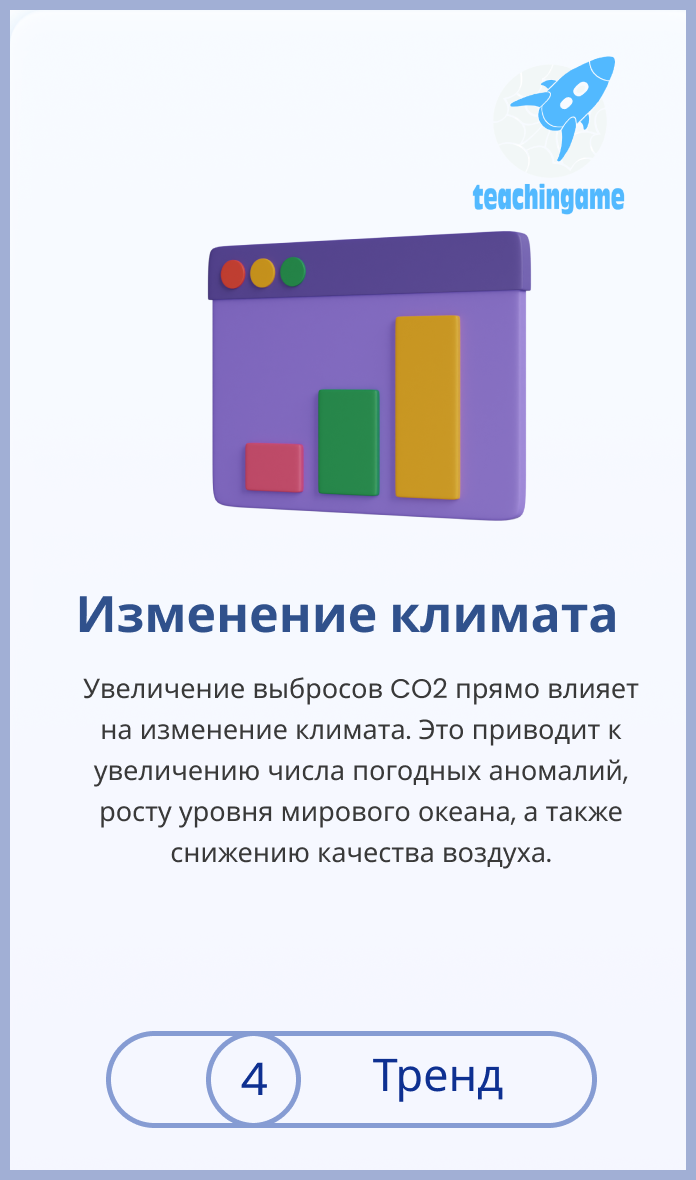 teachingame
Изменение климата
Увеличение выбросов CO2 прямо влияет
на изменение климата. Это приводит к
увеличению числа погодных аномалий,
росту уровня мирового океана, а также
снижению качества воздуха.
4 Тренд